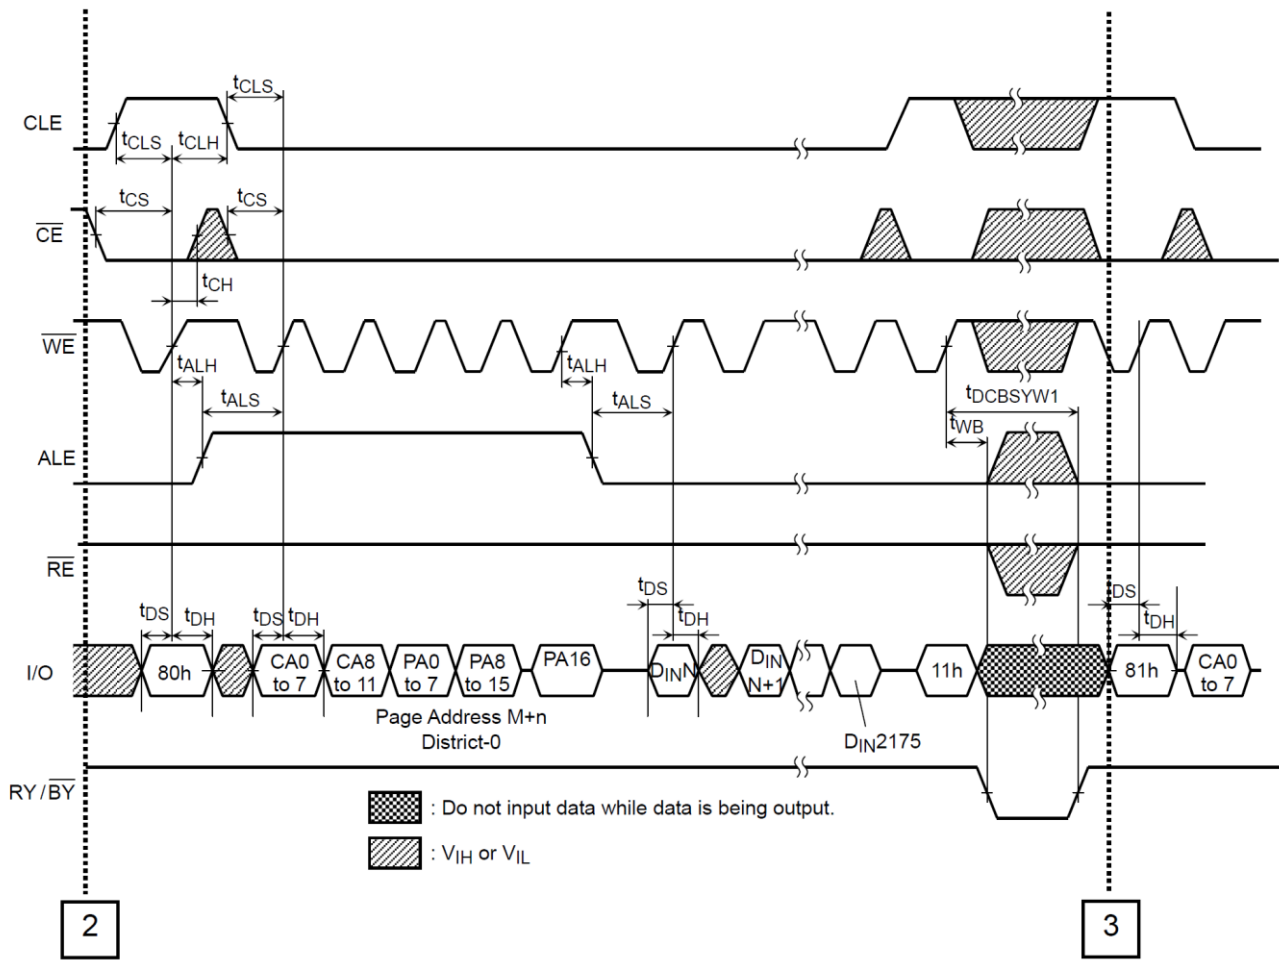 tCLS
CLE
tCLS
tCLH
tCS
tCS
CE
tCH
WE
tALH
tALH
tDCBSYW1
tALS
tALS
tWB
ALE
RE
tDS
tDS
tDH
tDS
tDH
tDH
DS
tDH
I/O
80h
CA0
to 7
CA8
to 11
PA0
to 7
PA8
to 15
PA16
DINN
DIN
N+1
11h
81h
CA0
to 7
Page Address M+n
District-0
DIN2175
RY/BY
: Do not input data while data is being output.
: VIH or VIL
2
3